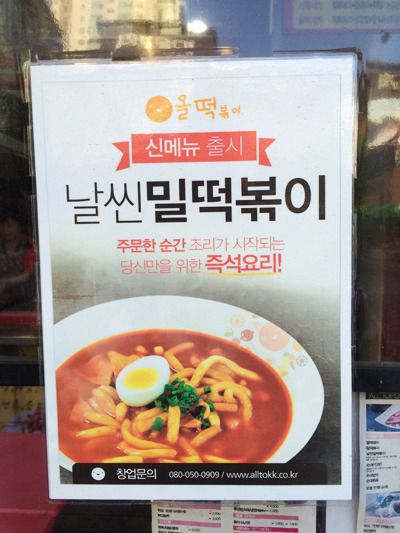 올떡볶이
신메뉴 출시
날씬밀떡볶이
주문한 순간 조리가 시작되는
당신만을 위한 즉석요리!
창업문의 080-050-0909 / www.alltokk.co.kr